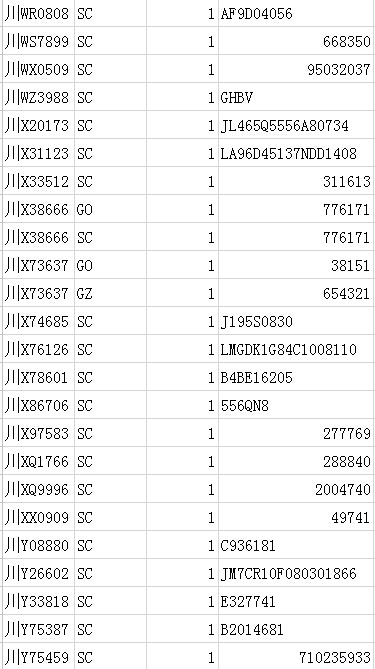 川WR0808 SC 1 AF9D04056
川WS7899 SC 1 668350
川WX0509 SC 1 95032037
川WZ3988 SC 1 GHBV
川X20173 SC 1 JL465Q5556A80734
川X31123 SC 1 LA96D45137NDD1408
川X33512 SC 1 311613
川X38666 GO 1 776171
川X38666 SC 1 776171
川X73637 GO 1 38151
川X73637 GZ 1 654321
川X74685 SC 1 J195S0830
川X76126 SC 1 LMGDK1G84C1008110
川X78601 SC 1 B4BE16205
川X86706 SC 1 556QN8
川X97583 SC 1 277769
川XQ1766 SC 1 288840
川XQ9996 SC 1 2004740
川XX0909 SC 1 49741
川Y08880 SC 1 C936181
川Y26602 SC 1 JM7CR10F080301866
川Y33818 SC 1 E327741
川Y75387 SC 1 B2014681
川Y75459 SC 1 710235933